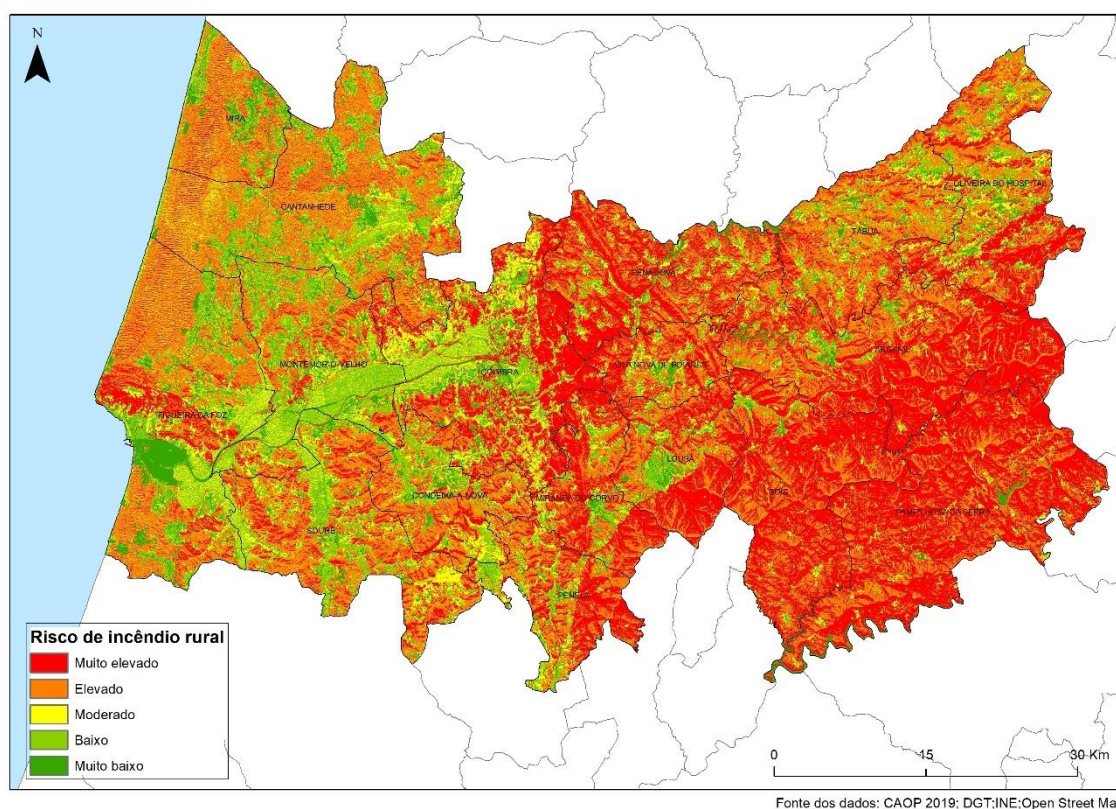 N
MIRA
CANTANHEDE
OLIVEIRA DO HOSPITAL
TÁBUA
PENACOVA
ARGANIL
MONTEMOR-O-VELHO
COIMBRA
VILA NOVA DE POIARES
FIGUEIRA DA FOZ
LOUSÃ
CONDEIXA-A-NOVA
MIRANDA DO CORVO
GÓIS
PAMPILHOSA DA SERRA
SOURE
PENELA
Risco de incêndio rural
Muito elevado
Elevado
Moderado
Baixo
Muito baixo
0 15 30 Km
Fonte dos dados: CAOP 2019; DGT;INE;Open Street Ma